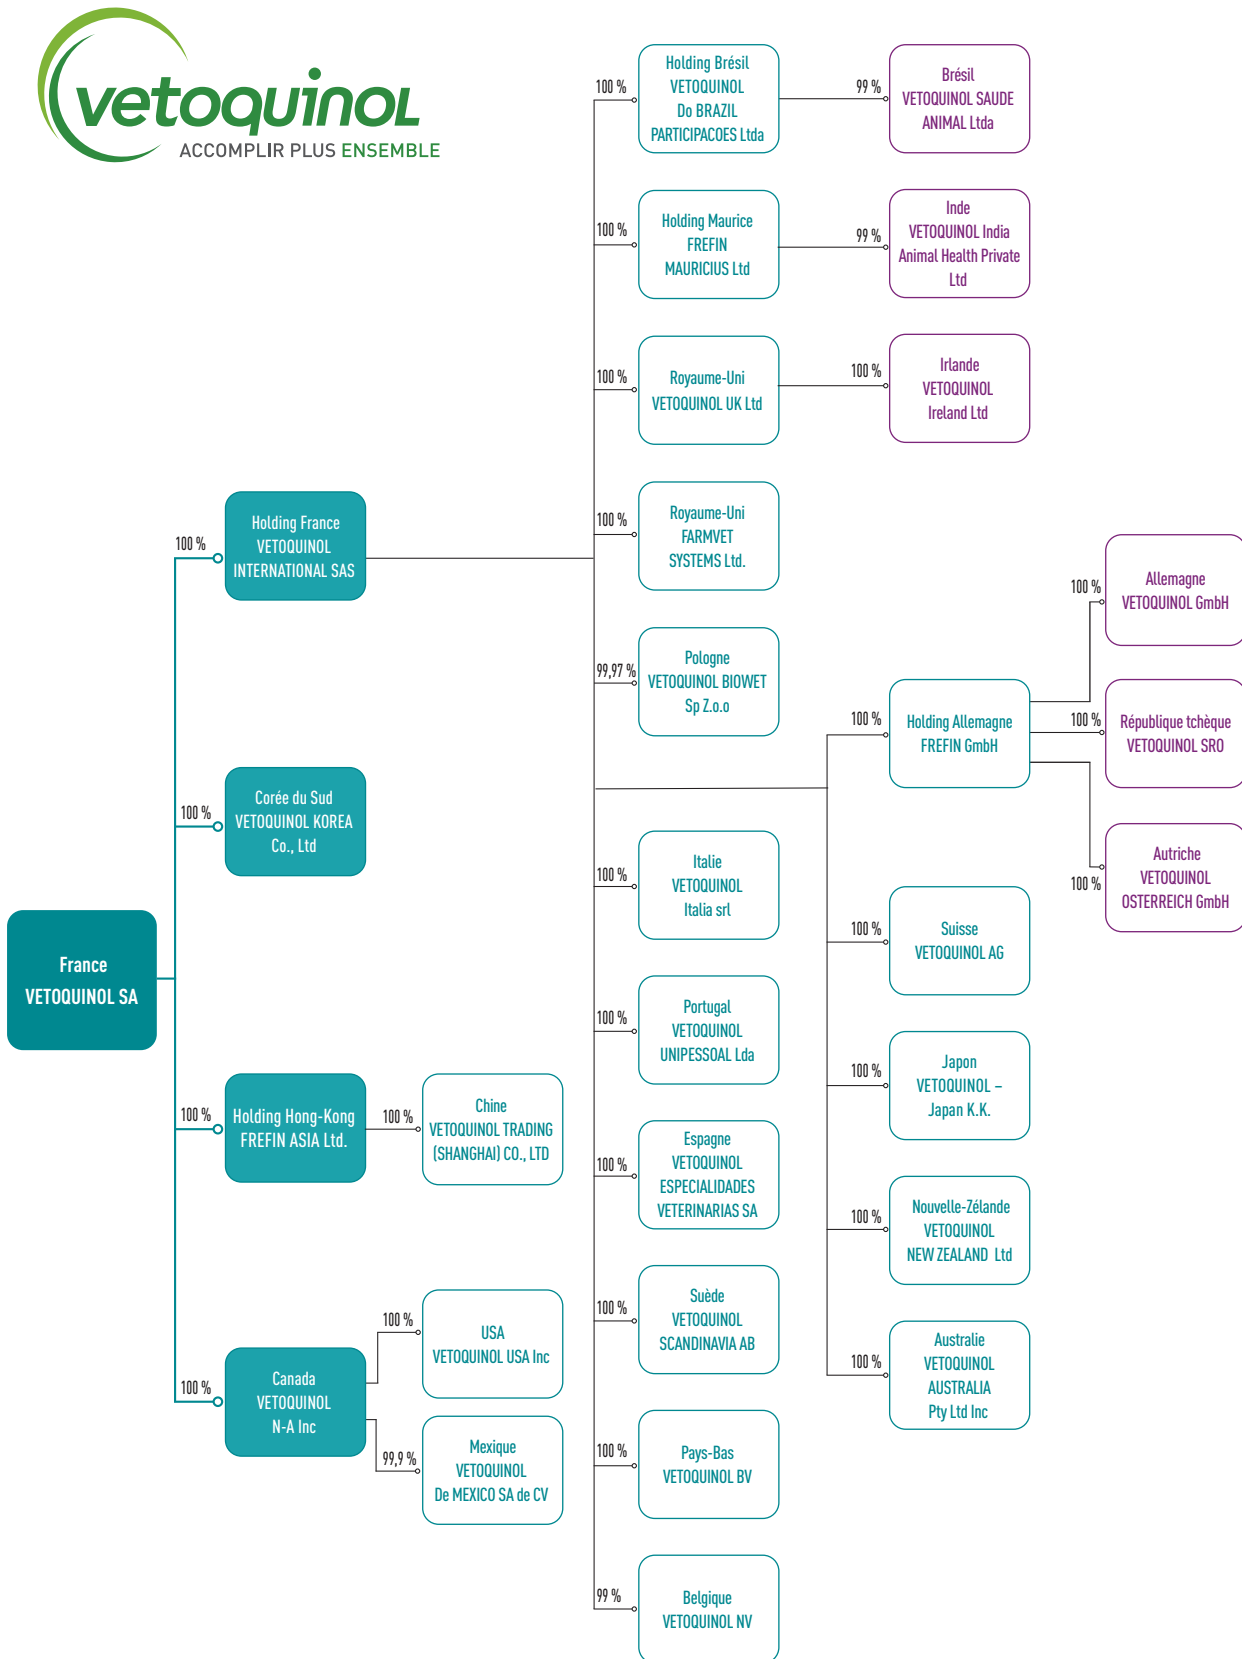 vetoquinol
ACCOMPLIR PLUS ENSEMBLE
France
VETOQUINOL SA
100 %
Holding France
VETOQUINOL
INTERNATIONAL SAS
100 %
Corée du Sud
VETOQUINOL KOREA
Co., Ltd
100 %
Holding Hong-Kong
FREFIN ASIA Ltd.
100 %
Chine
VETOQUINOL TRADING
(SHANGHAI) CO., LTD
100 %
Canada
VETOQUINOL
N-A Inc
100 %
USA
VETOQUINOL USA Inc
99,9 %
Mexique
VETOQUINOL
De MEXICO SA de CV
100 %
Holding Brésil
VETOQUINOL
Do BRAZIL
PARTICIPACOES Ltda
99 %
Brésil
VETOQUINOL SAUDE
ANIMAL Ltda
100 %
Holding Maurice
FREFIN
MAURICIUS Ltd
99 %
Inde
VETOQUINOL India
Animal Health Private
Ltd
100 %
Royaume-Uni
VETOQUINOL UK Ltd
100 %
Irlande
VETOQUINOL
Ireland Ltd
100 %
Royaume-Uni
FARMVET
SYSTEMS Ltd.
99,97 %
Pologne
VETOQUINOL BIOWET
Sp Z.o.o
100 %
Italie
VETOQUINOL
Italia srl
100 %
Portugal
VETOQUINOL
UNIPESSOAL Lda
100 %
Espagne
VETOQUINOL
ESPECIALIDADES
VETERINARIAS SA
100 %
Suède
VETOQUINOL
SCANDINAVIA AB
100 %
Pays-Bas
VETOQUINOL BV
99 %
Belgique
VETOQUINOL NV
100 %
Holding Allemagne
FREFIN GmbH
100 %
Allemagne
VETOQUINOL GmbH
100 %
République tchèque
VETOQUINOL SRO
100 %
Autriche
VETOQUINOL
OSTERREICH GmbH
100 %
Suisse
VETOQUINOL AG
100 %
Japon
VETOQUINOL –
Japan K.K.
100 %
Nouvelle-Zélande
VETOQUINOL
NEW ZEALAND Ltd
100 %
Australie
VETOQUINOL
AUSTRALIA
Pty Ltd Inc